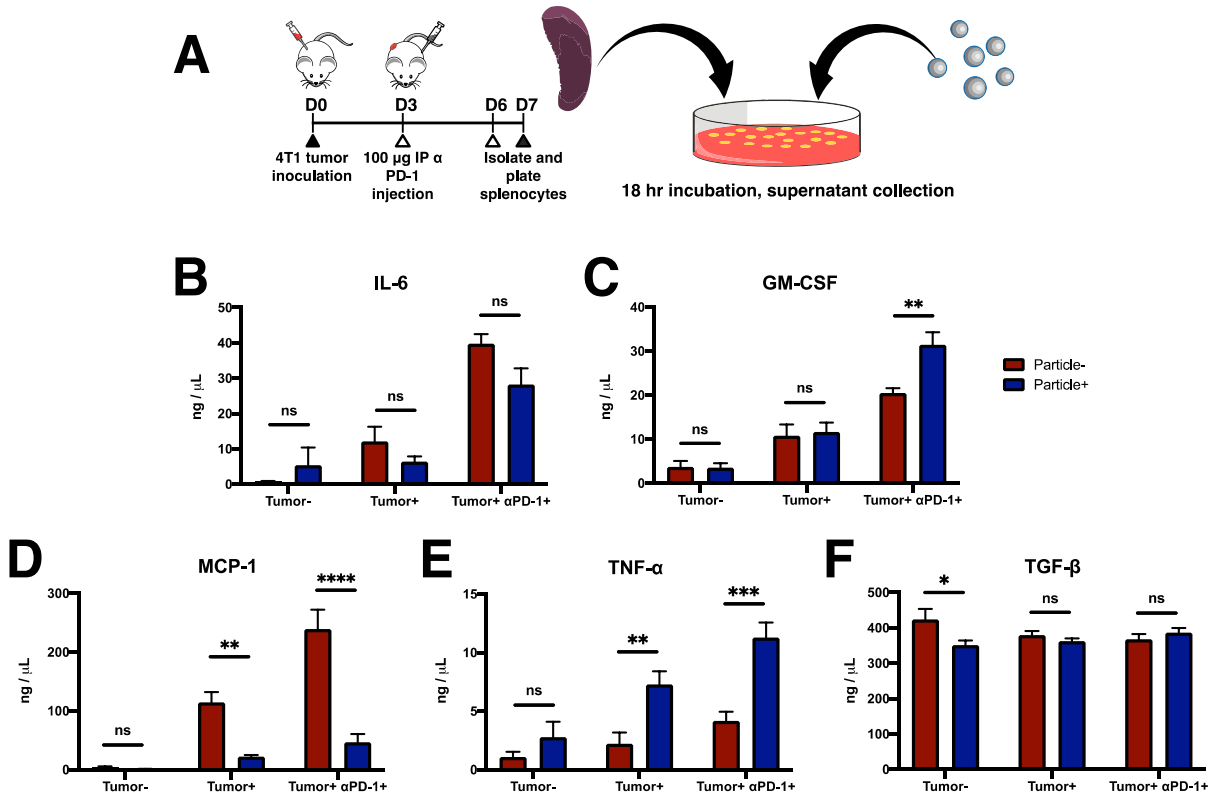 A
D0
D3
D6
D7
4T1 tumor
inoculation
100 µg IP α
PD-1
injection
Isolate and
plate
splenocytes
18 hr incubation, supernatant collection
B
IL-6
ng / µL
50
40
30
20
10
0
ns
ns
ns
Tumor-
Tumor+
Tumor+ αPD-1+
C
GM-CSF
ng / µL
40
30
20
10
0
ns
ns
**
Tumor-
Tumor+
Tumor+ αPD-1+
Particle-
Particle+
D
MCP-1
ng / µL
300
200
100
0
ns
**
****
Tumor-
Tumor+
Tumor+ αPD-1+
E
TNF-α
ng / µL
15
10
5
0
ns
**
***
Tumor-
Tumor+
Tumor+ αPD-1+
F
TGF-β
ng / µL
500
400
300
200
100
0
*
ns
ns
Tumor-
Tumor+
Tumor+ αPD-1+